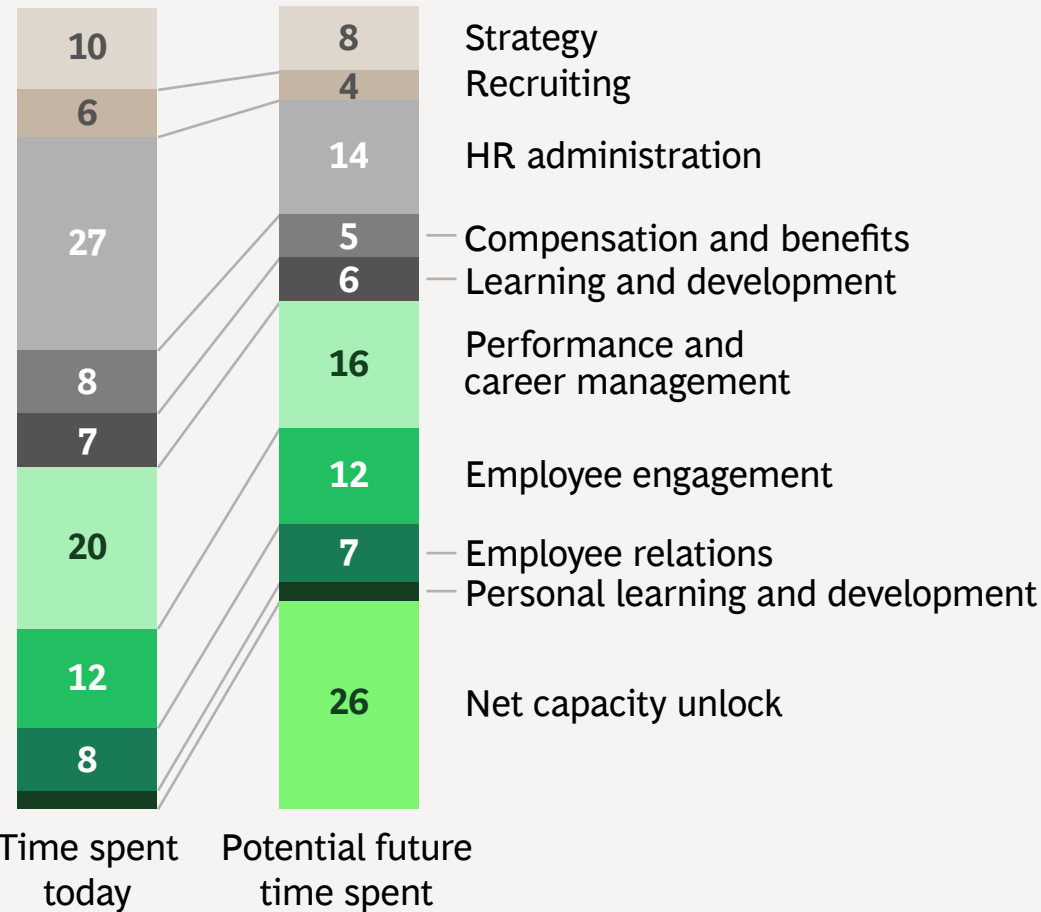 10
6
27
8
7
20
12
8
Time spent
today
8
4
14
5
6
16
12
7
26
Potential future
time spent
Strategy
Recruiting
HR administration
Compensation and benefits
Learning and development
Performance and
career management
Employee engagement
Employee relations
Personal learning and development
Net capacity unlock